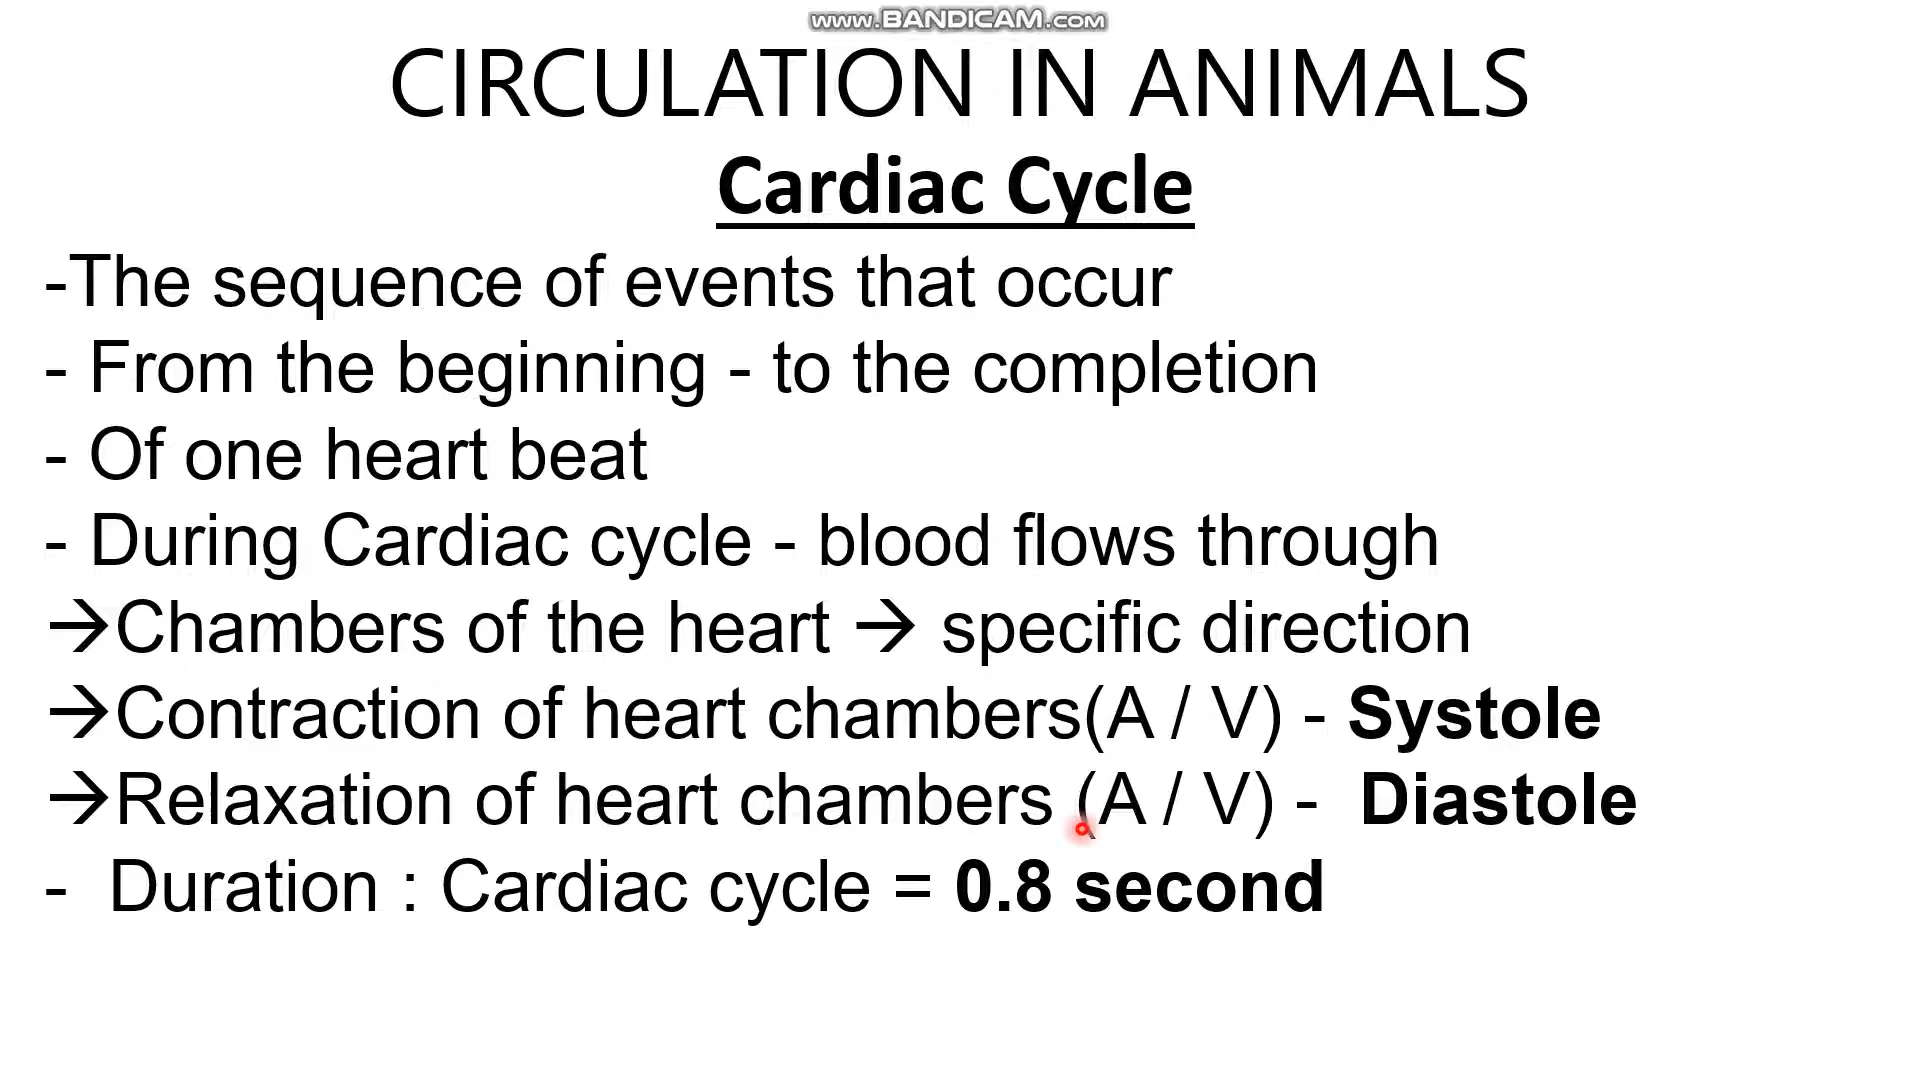 www.BANDICAM.com
CIRCULATION IN ANIMALS
Cardiac Cycle
-The sequence of events that occur
- From the beginning - to the completion
- Of one heart beat
- During Cardiac cycle - blood flows through
→Chambers of the heart → specific direction
→Contraction of heart chambers(A / V) - Systole
→Relaxation of heart chambers (A / V) - Diastole
- Duration : Cardiac cycle = 0.8 second